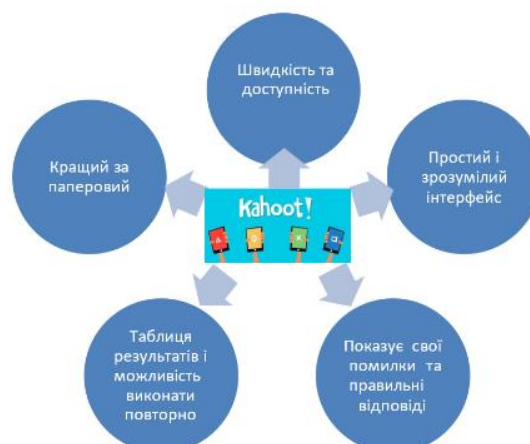 Швидкість та
доступність
Кращий за
паперовий
Простий і
зрозумілий
інтерфейс
Kahoot!
Таблиця
результатів і
можливість
виконати
повторно
Показує свої
помилки та
правильні
відповіді